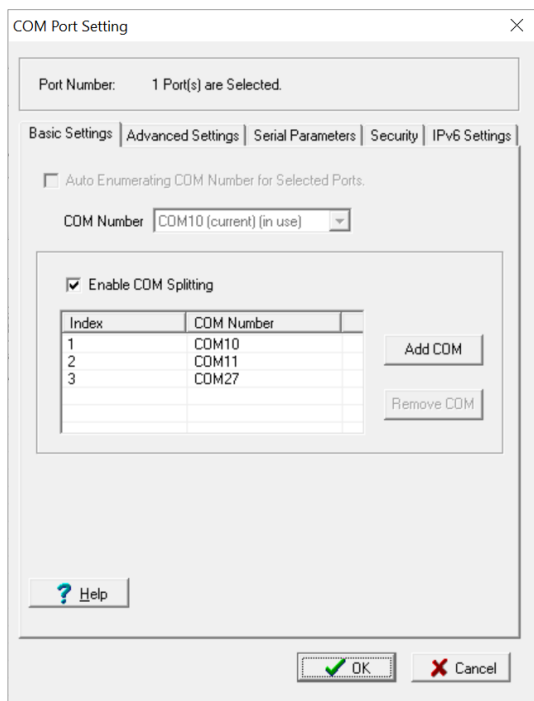 COM Port Setting
Port Number: 1 Port(s) are Selected.
Basic Settings Advanced Settings Serial Parameters Security IPv6 Settings
Auto Enumerating COM Number for Selected Ports.
COM Number COM10 (current) (in use)
Enable COM Splitting
Index COM Number
1 COM10
2 COM11
3 COM27
Add COM
Remove COM
Help
OK Cancel